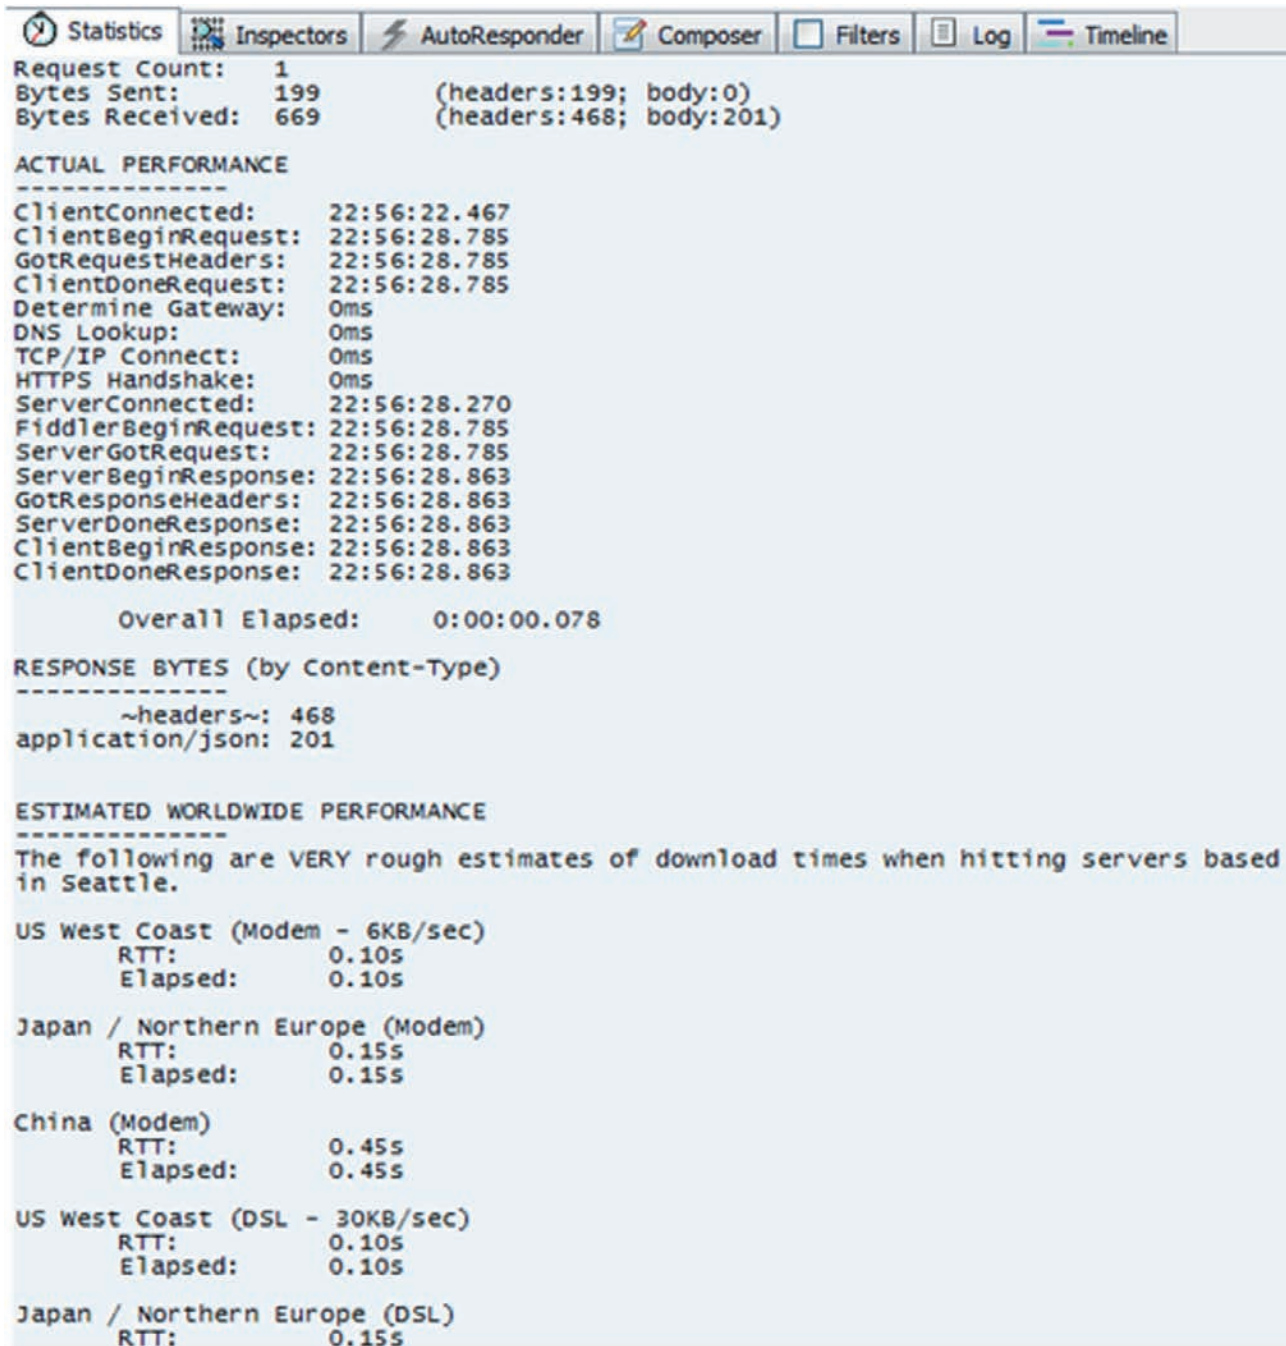 Statistics Inspectors AutoResponder Composer Filters Log Timeline
Request Count: 1
Bytes Sent: 199 (headers:199; body:0)
Bytes Received: 669 (headers:468; body:201)
ACTUAL PERFORMANCE
--------------
ClientConnected: 22:56:22.467
ClientBeginRequest: 22:56:28.785
GotRequestHeaders: 22:56:28.785
ClientDoneRequest: 22:56:28.785
Determine Gateway: 0ms
DNS Lookup: 0ms
TCP/IP Connect: 0ms
HTTPS Handshake: 0ms
ServerConnected: 22:56:28.270
FiddlerBeginRequest: 22:56:28.785
ServerGotRequest: 22:56:28.785
ServerBeginResponse: 22:56:28.863
GotResponseHeaders: 22:56:28.863
ServerDoneResponse: 22:56:28.863
ClientBeginResponse: 22:56:28.863
ClientDoneResponse: 22:56:28.863
Overall Elapsed: 0:00:00.078
RESPONSE BYTES (by Content-Type)
--------------
~headers~: 468
application/json: 201
ESTIMATED WORLDWIDE PERFORMANCE
--------------
The following are VERY rough estimates of download times when hitting servers based
in Seattle.
US West Coast (Modem - 6KB/sec)
RTT: 0.10s
Elapsed: 0.10s
Japan / Northern Europe (Modem)
RTT: 0.15s
Elapsed: 0.15s
China (Modem)
RTT: 0.45s
Elapsed: 0.45s
US West Coast (DSL - 30KB/sec)
RTT: 0.10s
Elapsed: 0.10s
Japan / Northern Europe (DSL)
RTT: 0.15s